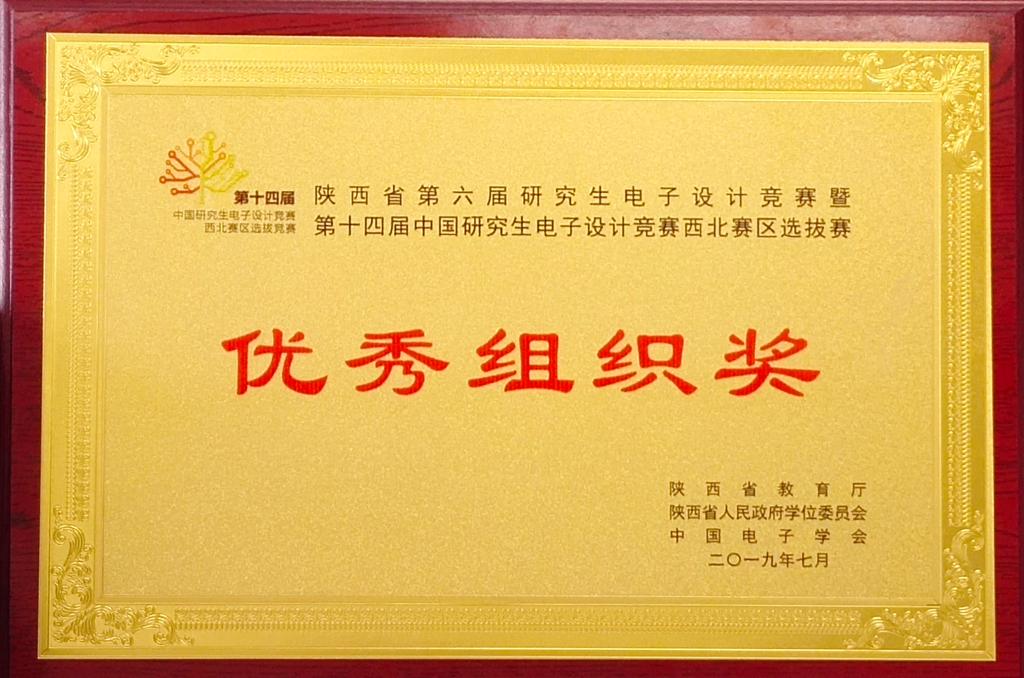 第十四届
中国研究生电子设计竞赛
西北赛区选拔竞赛
陕西省第六届研究生电子设计竞赛暨
第十四届中国研究生电子设计竞赛西北赛区选拔赛
优秀组织奖
陕西省教育厅
陕西省人民政府学位委员会
中国电子学会
二〇一九年七月